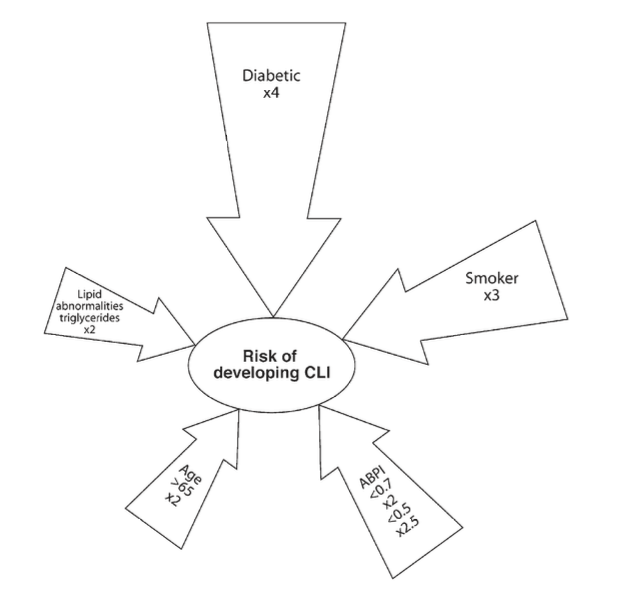 Diabetic
x4
Smoker
x3
Lipid
abnormalities
triglycerides
x2
Risk of
developing CLI
Age
>65
x2
ABPI
<0.7
x2
<0.5
x2.5